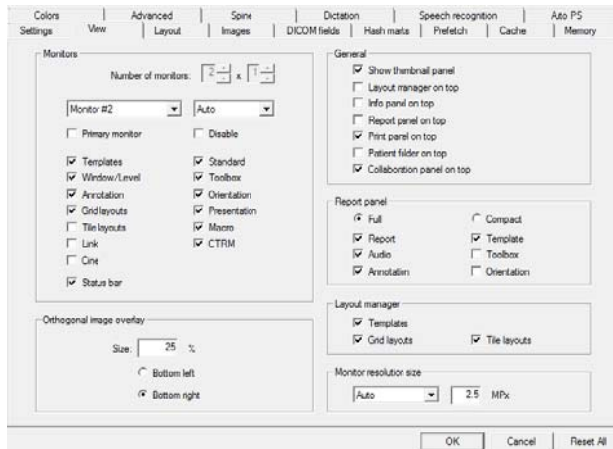 Colors Advanced Spine Dictation Speech recognition Auto PS
Settings View Layout Images DICOM fields Hash marks Prefetch Cache Memory
Monitors
Number of monitors: 2 x 1
Monitor #2 Auto
Primary monitor Disable
Templates Standard
Window/Level Toolbox
Annotation Orientation
Grid layouts Presentation
Tile layouts Macro
Link CTRM
Cine
Status bar
Orthogonal image overlay
Size: 25 %
Bottom left
Bottom right
General
Show thmbnail panel
Layout manager on top
Info panel on top
Report panel on top
Print panel on top
Patient filder on top
Collabontion panel on top
Report panel
Full Compact
Report Template
Audio Toolbox
Annotatin Orientation
Layout manager
Templates
Grid layouts Tile layouts
Monitor resolution size
Auto 2.5 MPx
OK Cancel Reset All